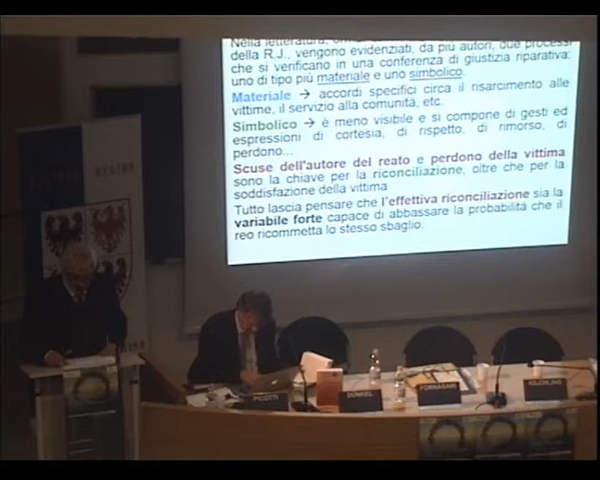 Nella letteratura,
della R.J., vengono evidenziati, da più autori, due processi
che si verificano in una conferenza di giustizia riparativa:
uno di tipo più materiale e uno simbolico.
Materiale → accordi specifici circa il risarcimento alle
vittime, il servizio alla comunità, etc.
Simbolico → è meno visibile e si compone di gesti ed
espressioni di cortesia, di rispetto, di rimorso, di
perdono...
Scuse dell'autore del reato e perdono della vittima
sono la chiave per la riconciliazione, oltre che per la
soddisfazione della vittima
Tutto lascia pensare che l'effettiva riconciliazione sia la
variabile forte capace di abbassare la probabilità che il
reo ricommetta lo stesso sbaglio.
PICOTTI
DÜNKEL
FORNASARI
KILCHLING